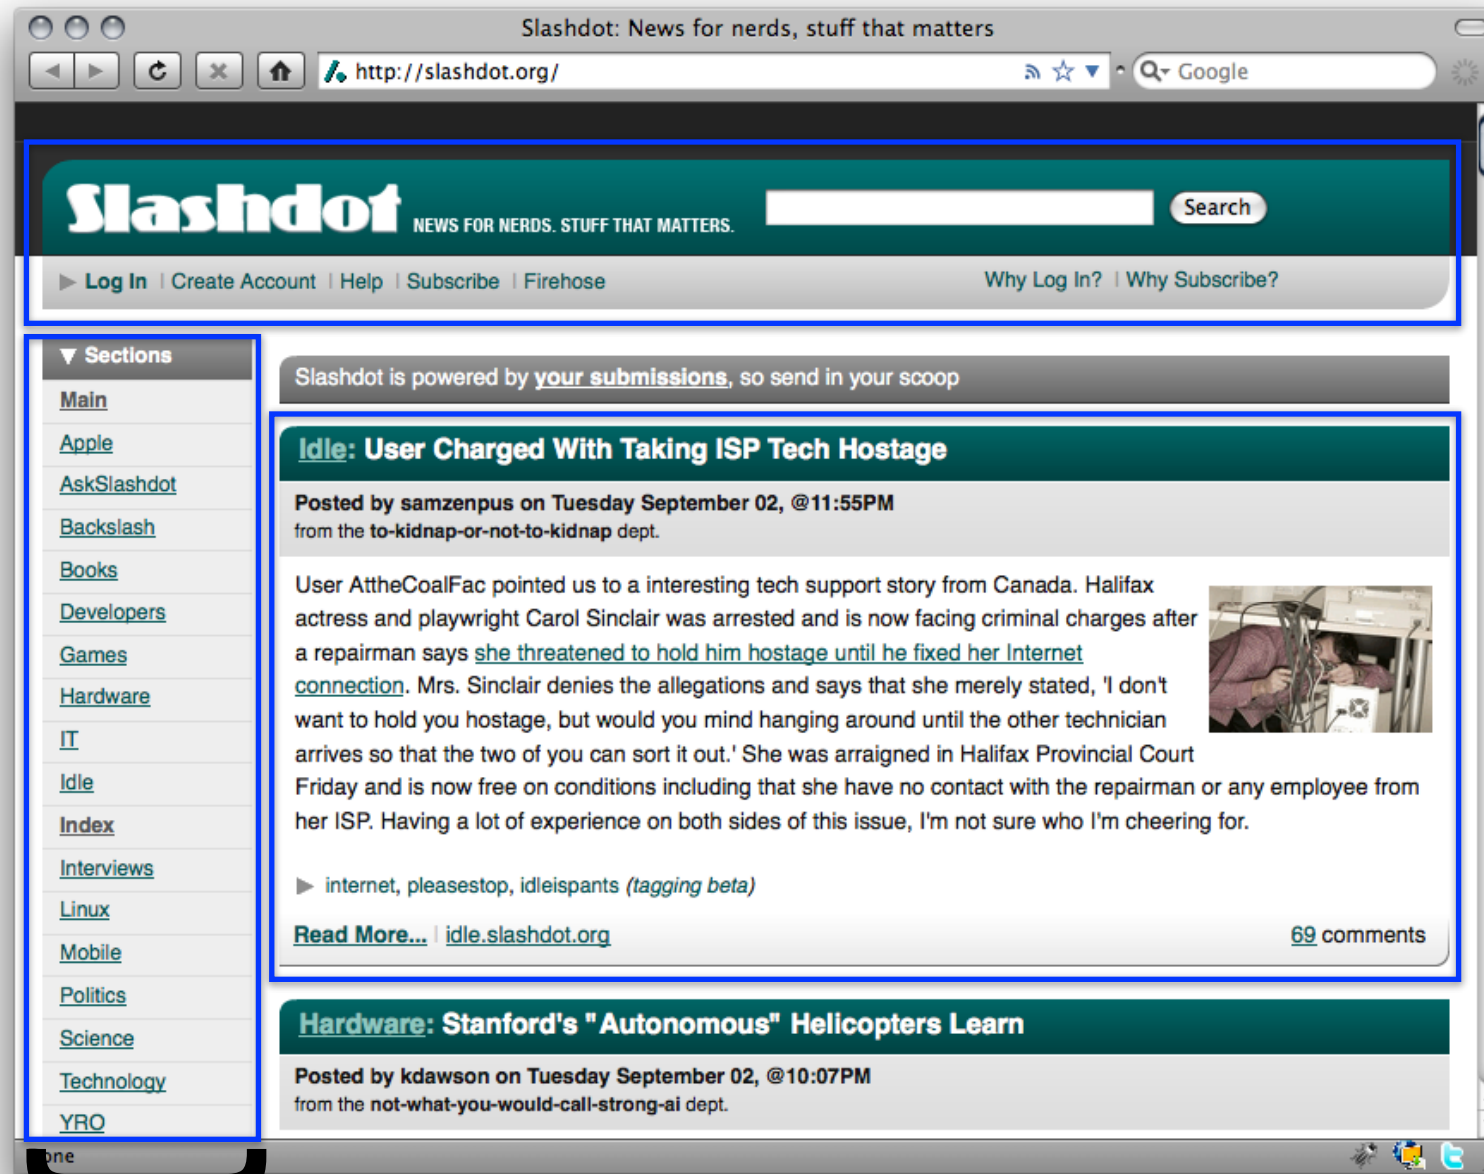 Slashdot: News for nerds, stuff that matters
http://slashdot.org/
Google
Slashdot NEWS FOR NERDS. STUFF THAT MATTERS.
Search
Log In | Create Account | Help | Subscribe | Firehose
Why Log In? | Why Subscribe?
▼ Sections
Main
Apple
AskSlashdot
Backslash
Books
Developers
Games
Hardware
IT
Idle
Index
Interviews
Linux
Mobile
Politics
Science
Technology
YRO
Slashdot is powered by your submissions, so send in your scoop
Idle: User Charged With Taking ISP Tech Hostage
Posted by samzenpus on Tuesday September 02, @11:55PM
from the to-kidnap-or-not-to-kidnap dept.
User AttheCoalFac pointed us to a interesting tech support story from Canada. Halifax
actress and playwright Carol Sinclair was arrested and is now facing criminal charges after
a repairman says she threatened to hold him hostage until he fixed her Internet
connection. Mrs. Sinclair denies the allegations and says that she merely stated, 'I don't
want to hold you hostage, but would you mind hanging around until the other technician
arrives so that the two of you can sort it out.' She was arraigned in Halifax Provincial Court
Friday and is now free on conditions including that she have no contact with the repairman or any employee from
her ISP. Having a lot of experience on both sides of this issue, I'm not sure who I'm cheering for.
internet, pleasestop, idleispants (tagging beta)
Read More... | idle.slashdot.org
69 comments
Hardware: Stanford's "Autonomous" Helicopters Learn
Posted by kdawson on Tuesday September 02, @10:07PM
from the not-what-you-would-call-strong-ai dept.